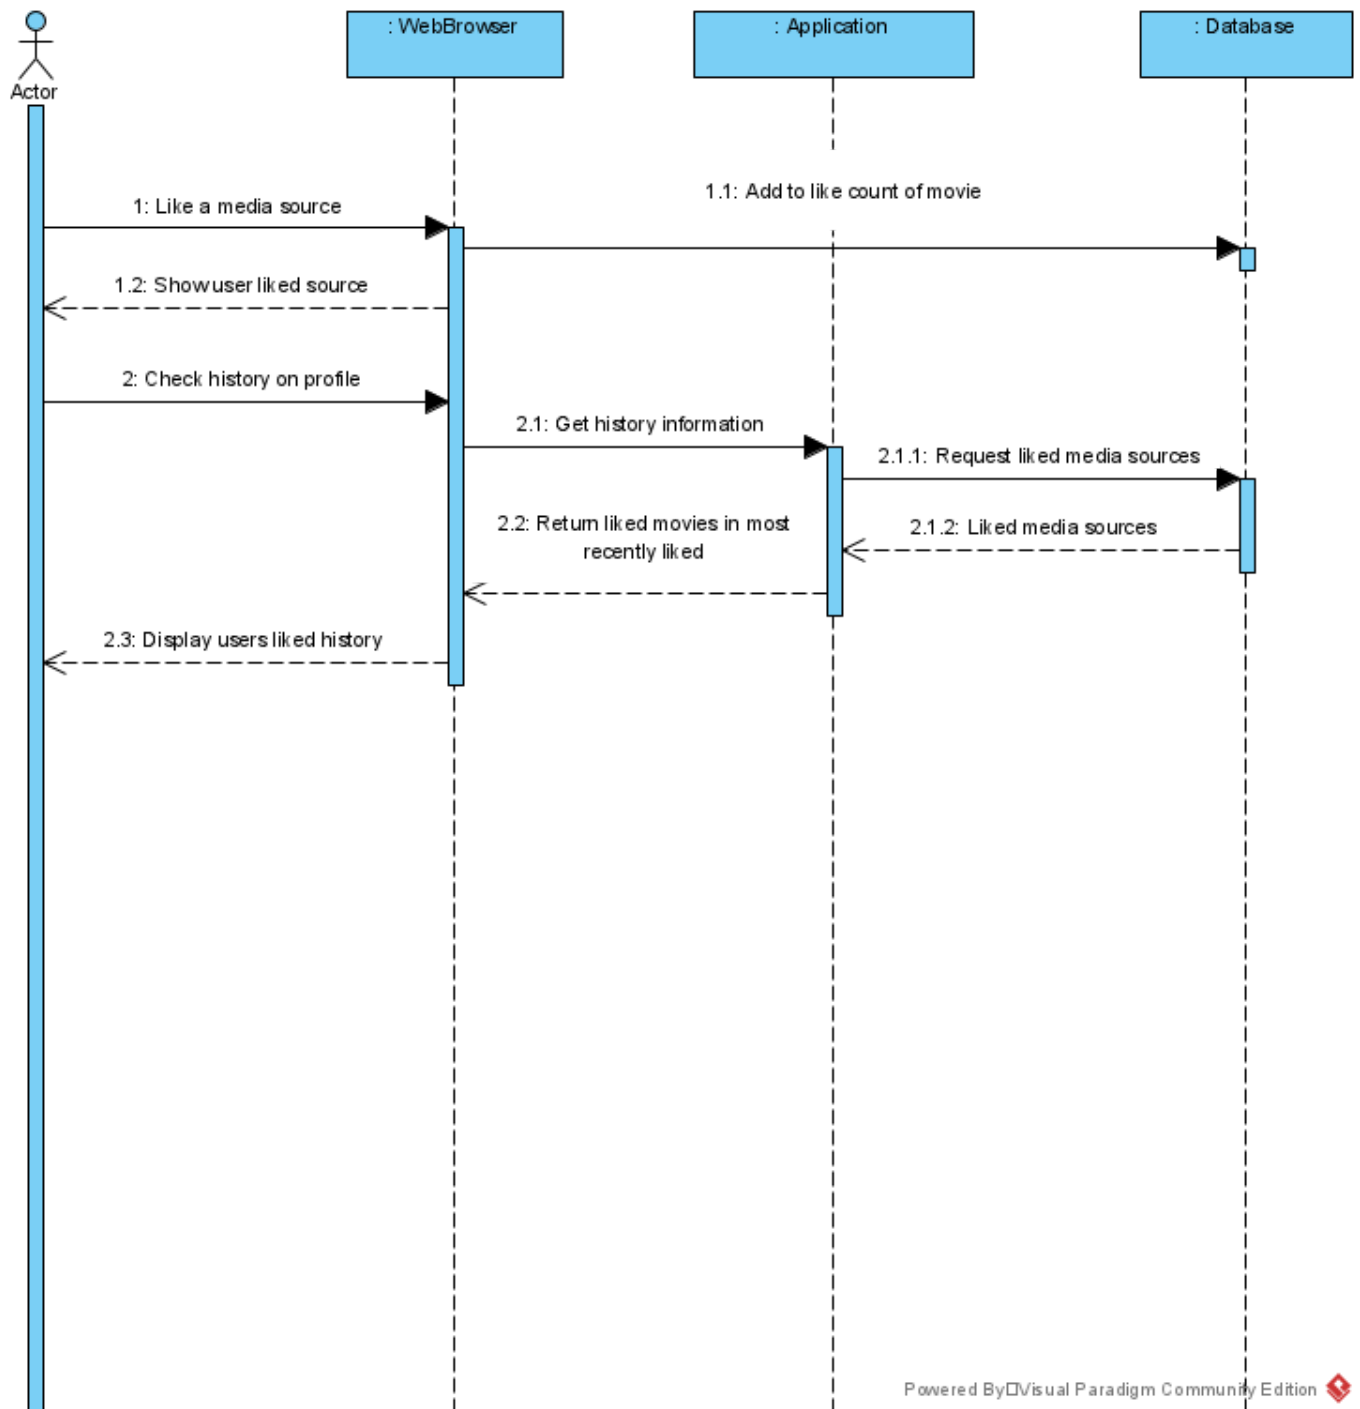 : WebBrowser
: Application
: Database
Actor
1.1: Add to like count of movie
1: Like a media source
1.2: Show user liked source
2: Check history on profile
2.1: Get history information
2.1.1: Request liked media sources
2.2: Return liked movies in most
recently liked
2.1.2: Liked media sources
2.3: Display users liked history
Powered By□Visual Paradigm Community Edition